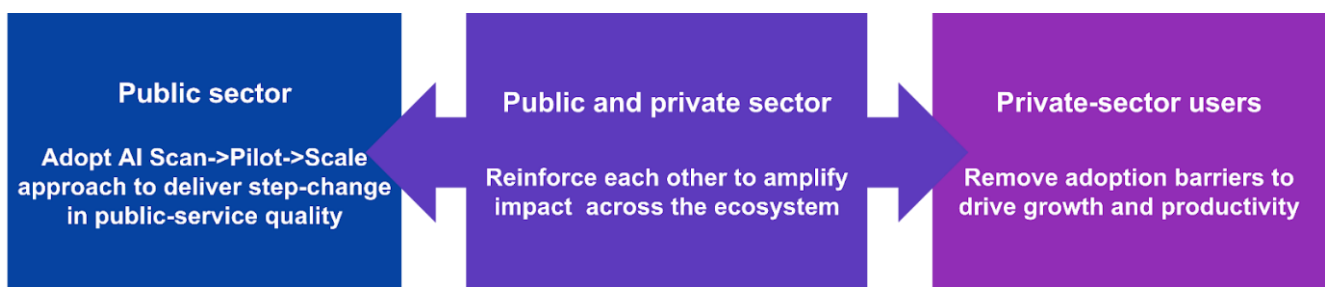 Public sector
Adopt AI Scan->Pilot->Scale
approach to deliver step-change
in public-service quality
Public and private sector
Reinforce each other to amplify
impact across the ecosystem
Private-sector users
Remove adoption barriers to
drive growth and productivity